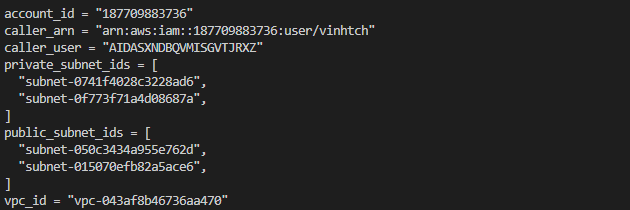 account_id = "187709883736"
caller_arn = "arn:aws:iam::187709883736:user/vinhtch"
caller_user = "AIDASXNDBQVMISGVTJRXZ"
private_subnet_ids = [
  "subnet-0741f4028c3228ad6",
  "subnet-0f773f71a4d08687a",
]
public_subnet_ids = [
  "subnet-050c3434a955e762d",
  "subnet-015070efb82a5ace6",
]
vpc_id = "vpc-043af8b46736aa470"